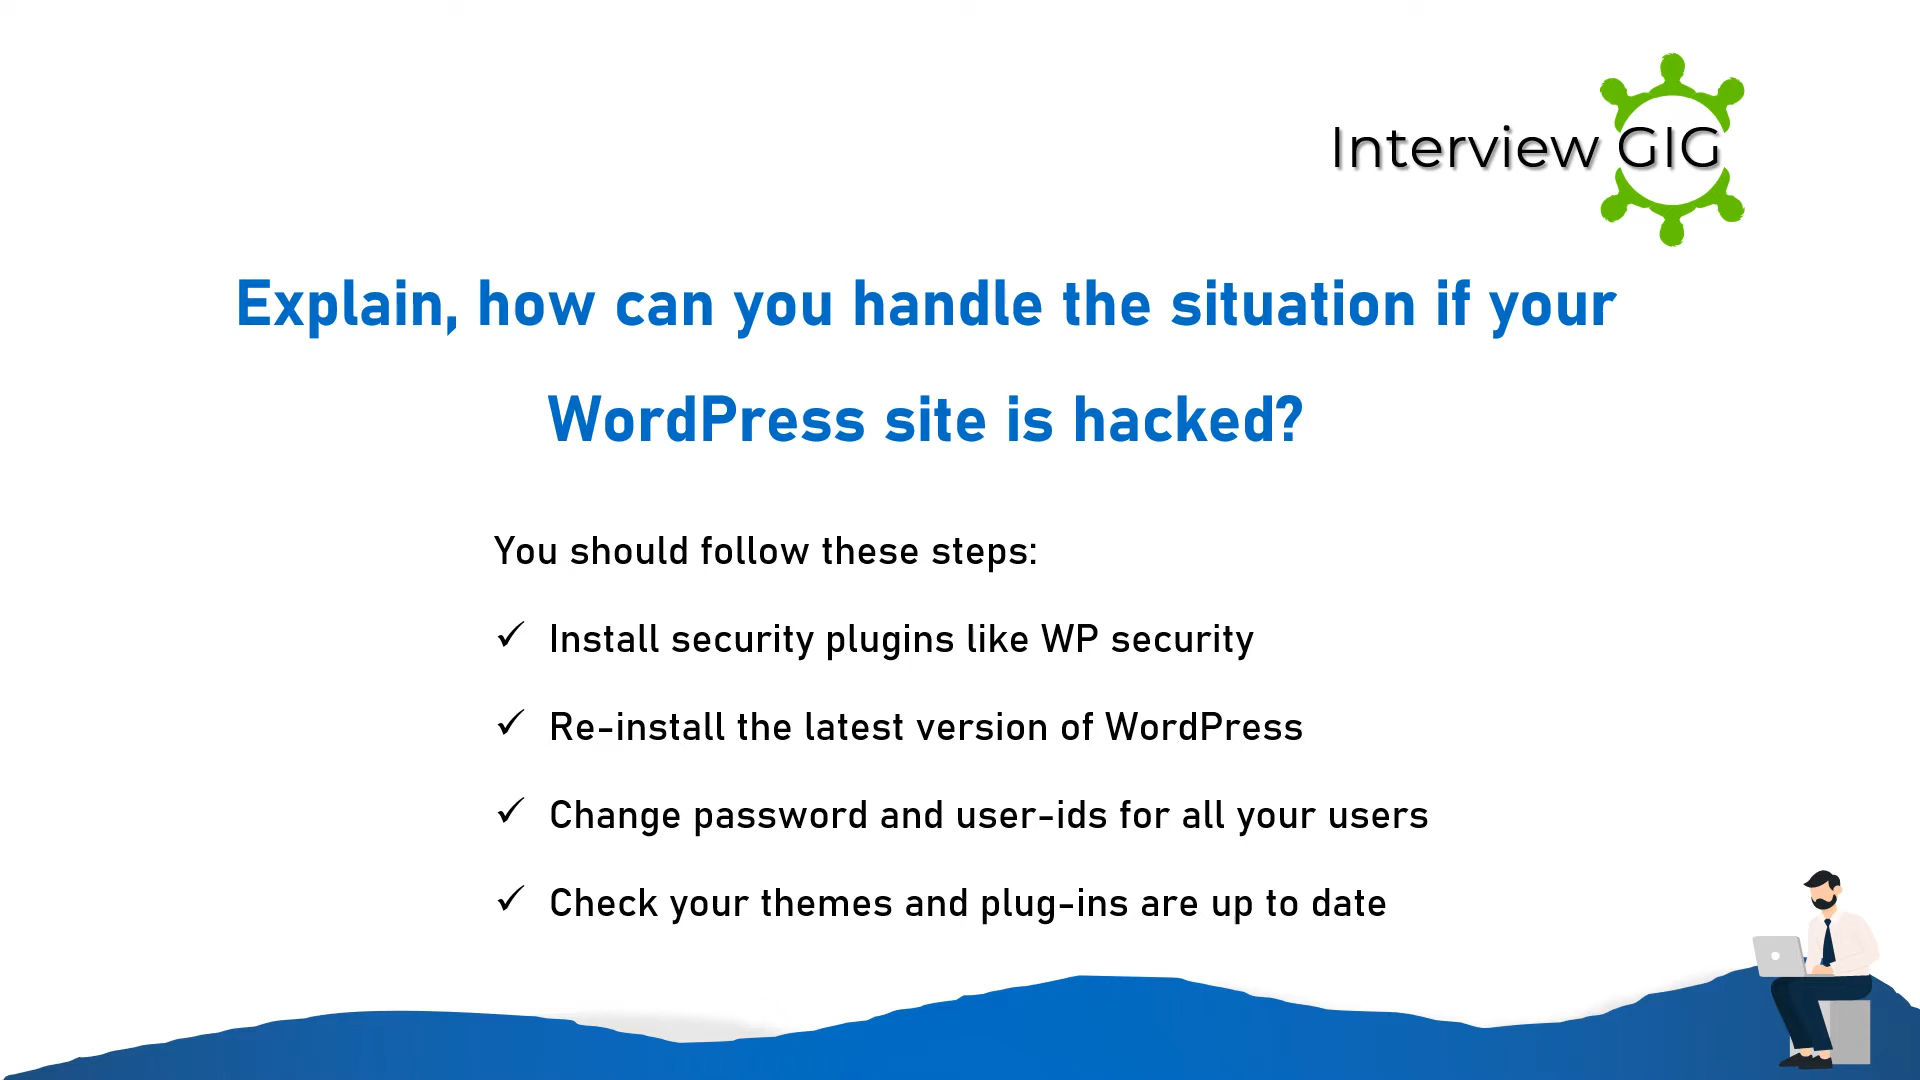 Interview GIG
Explain, how can you handle the situation if your
WordPress site is hacked?
You should follow these steps:
✓ Install security plugins like WP security
✓ Re-install the latest version of WordPress
✓ Change password and user-ids for all your users
✓ Check your themes and plug-ins are up to date